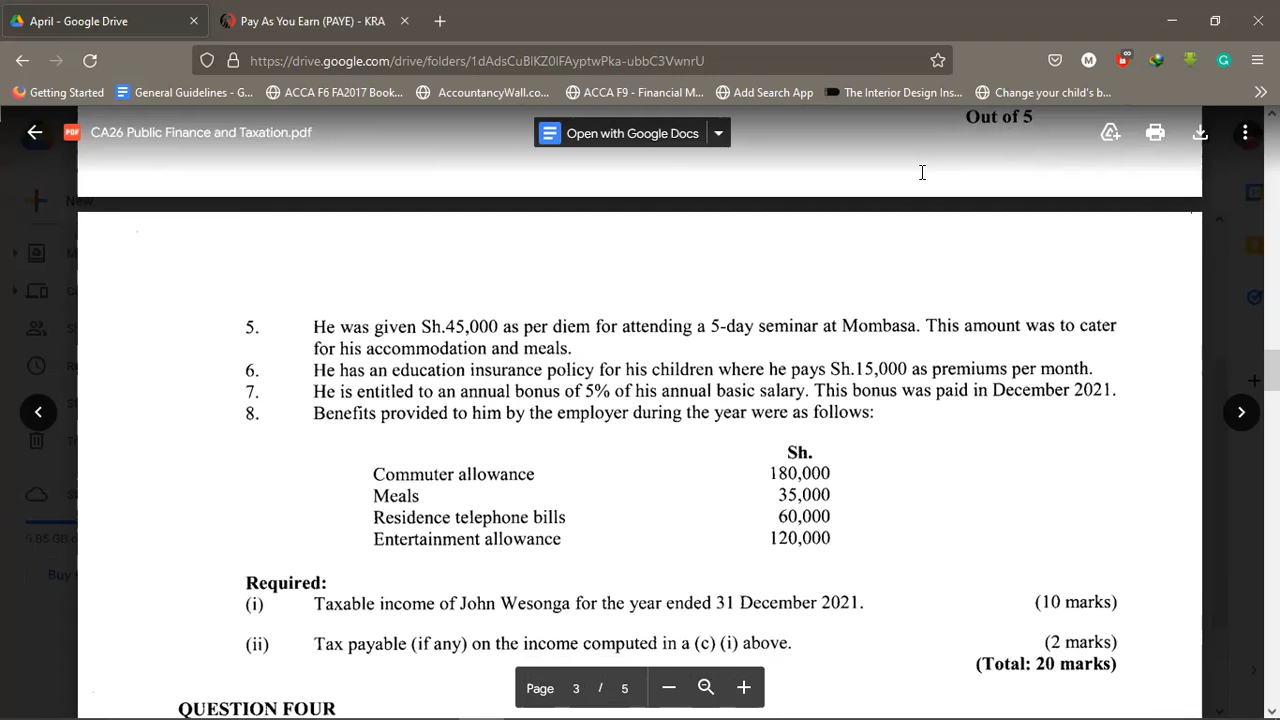 April - Google Drive
Pay As You Earn (PAYE) - KRA
https://drive.google.com/drive/folders/1dAdsCuBlKZ0lFAyptwPka-ubbC3VwnrU
Getting Started
General Guidelines - G...
ACCA F6 FA2017 Book...
AccountancyWall.co...
ACCA F9 - Financial M...
Add Search App
The Interior Design Ins...
Change your child's b...
Out of 5
PDF
CA26 Public Finance and Taxation.pdf
Open with Google Docs
New
5. He was given Sh.45,000 as per diem for attending a 5-day seminar at Mombasa. This amount was to cater
for his accommodation and meals.
6. He has an education insurance policy for his children where he pays Sh.15,000 as premiums per month.
7. He is entitled to an annual bonus of 5% of his annual basic salary. This bonus was paid in December 2021.
8. Benefits provided to him by the employer during the year were as follows:
Sh.
Commuter allowance 180,000
Meals 35,000
Residence telephone bills 60,000
Entertainment allowance 120,000
Required:
(i) Taxable income of John Wesonga for the year ended 31 December 2021. (10 marks)
(ii) Tax payable (if any) on the income computed in a (c) (i) above. (2 marks)
(Total: 20 marks)
Page 3 / 5
QUESTION FOUR